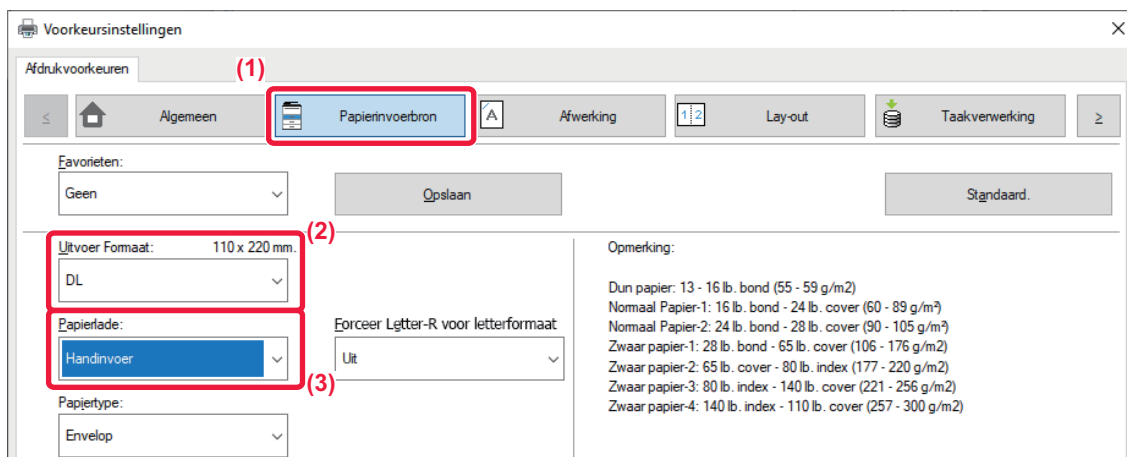 Voorkeursinstellingen
Afdrukvoorkeuren
(1)
< Algemeen Papierinvoerbron A Afwerking 1 2 Lay-out Taakverwerking >
Favorieten:
Geen Opslaan Standaard.
(2)
Uitvoer Formaat: 110 x 220 mm. Opmerking:
DL
Dun papier: 13 - 16 lb. bond (55 - 59 g/m2)
Normaal Papier-1: 16 lb. bond - 24 lb. cover (60 - 89 g/m²)
Papierlade: Forceer Letter-R voor letterformaat Normaal Papier-2: 24 lb. bond - 28 lb. cover (90 - 105 g/m²)
Zwaar papier-1: 28 lb. bond - 65 lb. cover (106 - 176 g/m2)
Handinvoer Uit Zwaar papier-2: 65 lb. cover - 80 lb. index (177 - 220 g/m2)
(3) Zwaar papier-3: 80 lb. index - 140 lb. cover (221 - 256 g/m2)
Papiertype: Zwaar papier-4: 140 lb. index - 110 lb. cover (257 - 300 g/m2)
Envelop